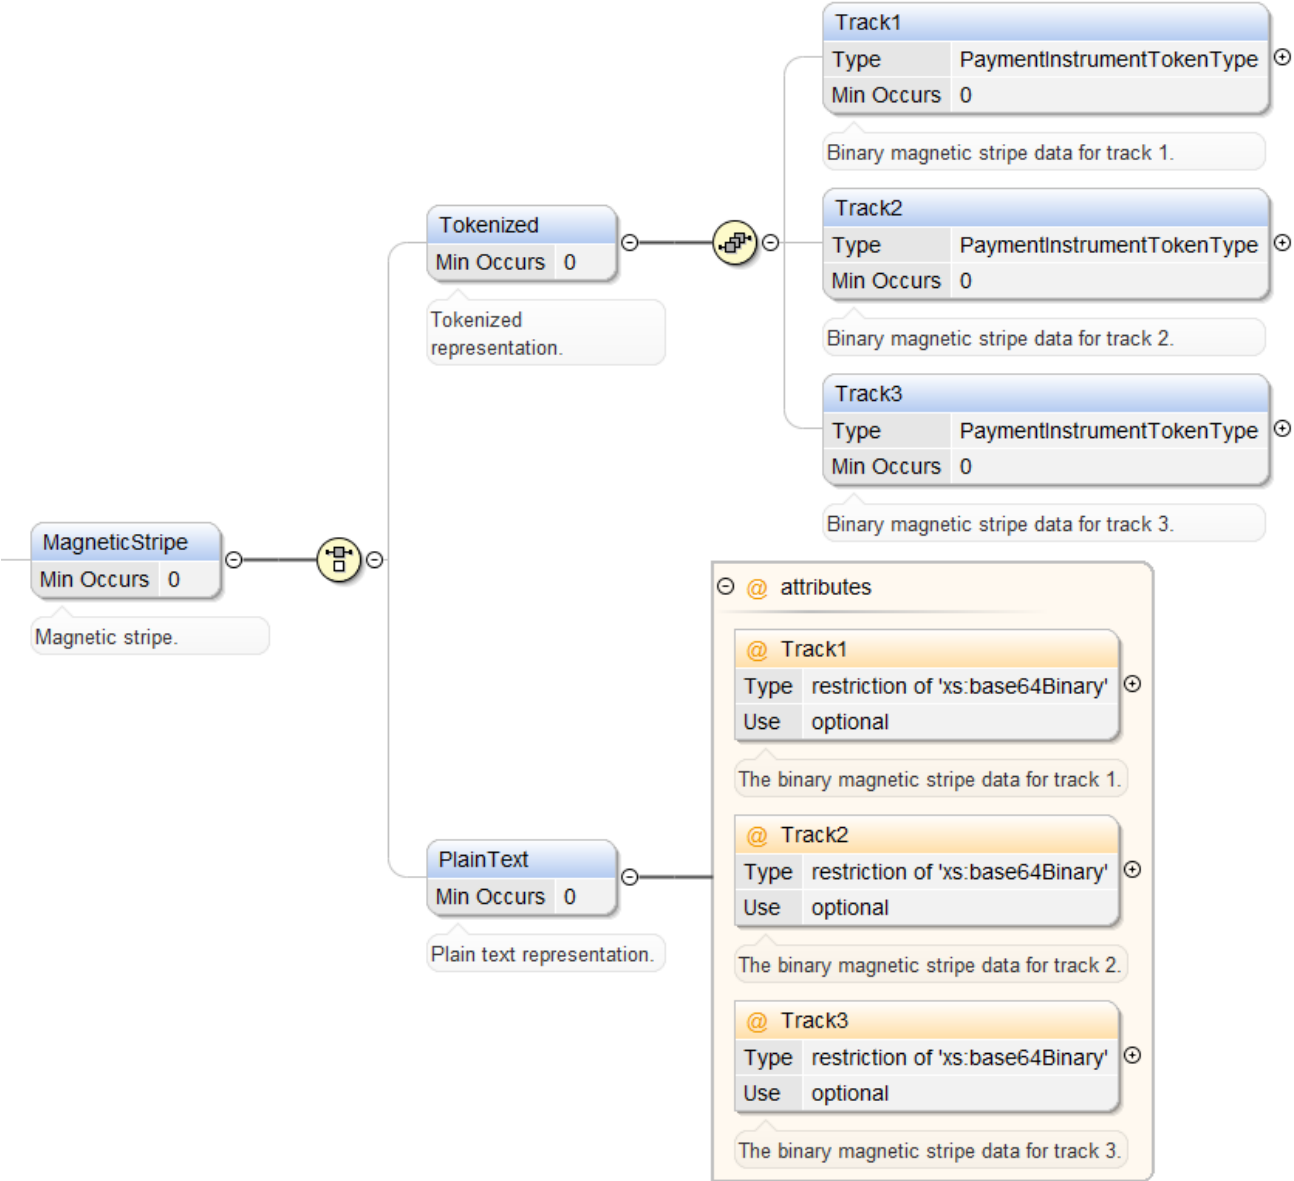 Track1
Type PaymentInstrumentTokenType
Min Occurs 0
Binary magnetic stripe data for track 1.
Track2
Type PaymentInstrumentTokenType
Min Occurs 0
Binary magnetic stripe data for track 2.
Track3
Type PaymentInstrumentTokenType
Min Occurs 0
Binary magnetic stripe data for track 3.
Tokenized
Min Occurs 0
Tokenized
representation.
MagneticStripe
Min Occurs 0
Magnetic stripe.
@ attributes
@ Track1
Type restriction of 'xs:base64Binary'
Use optional
The binary magnetic stripe data for track 1.
@ Track2
Type restriction of 'xs:base64Binary'
Use optional
The binary magnetic stripe data for track 2.
@ Track3
Type restriction of 'xs:base64Binary'
Use optional
The binary magnetic stripe data for track 3.
PlainText
Min Occurs 0
Plain text representation.